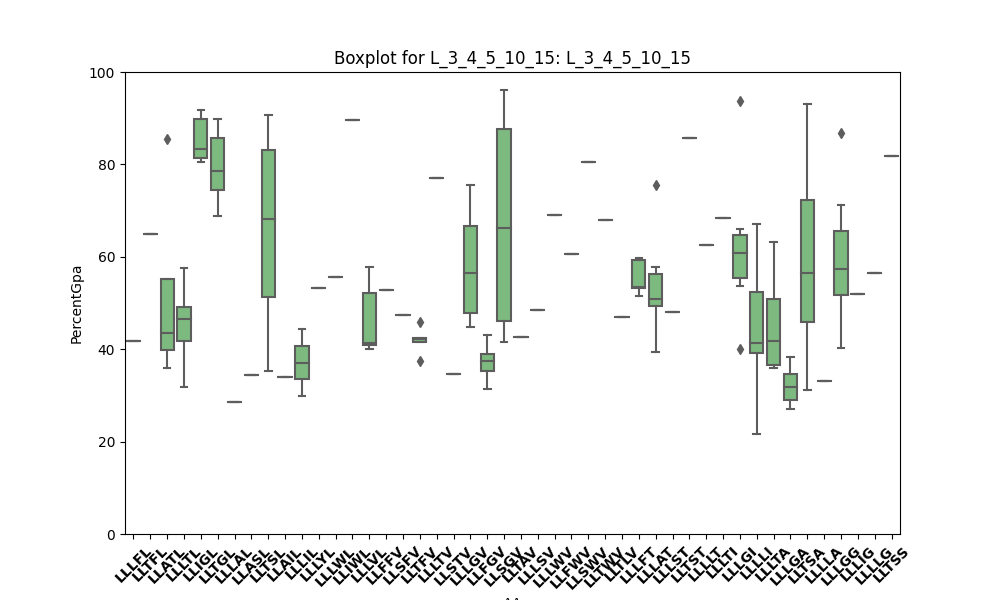 Boxplot for L_3_4_5_10_15: L_3_4_5_10_15
100
80
60
40
20
0
PercentGpa
LLLFL
LLTFL
LLATL
LLLTL
LLIGL
LLTGL
LLLAL
LLASL
LLTSL
LLAIL
LLLIL
LLLYL
LLLWL
LLIWL
LLLVL
LLFFV
LLSFV
LLTFV
LLLTV
LLSTV
LLLGV
LLFGV
LLSGV
LLLSV
LLLWV
LLFWV
LLSWV
LLTWV
LLTLV
LLLFT
LLLAT
LLLST
LLTST
LLLLT
LLLTI
LLLGI
LLLLI
LLLTA
LLLGA
LLTSA
LLLLA
LLLGG
LLLIG
LLLLG
LLTSS